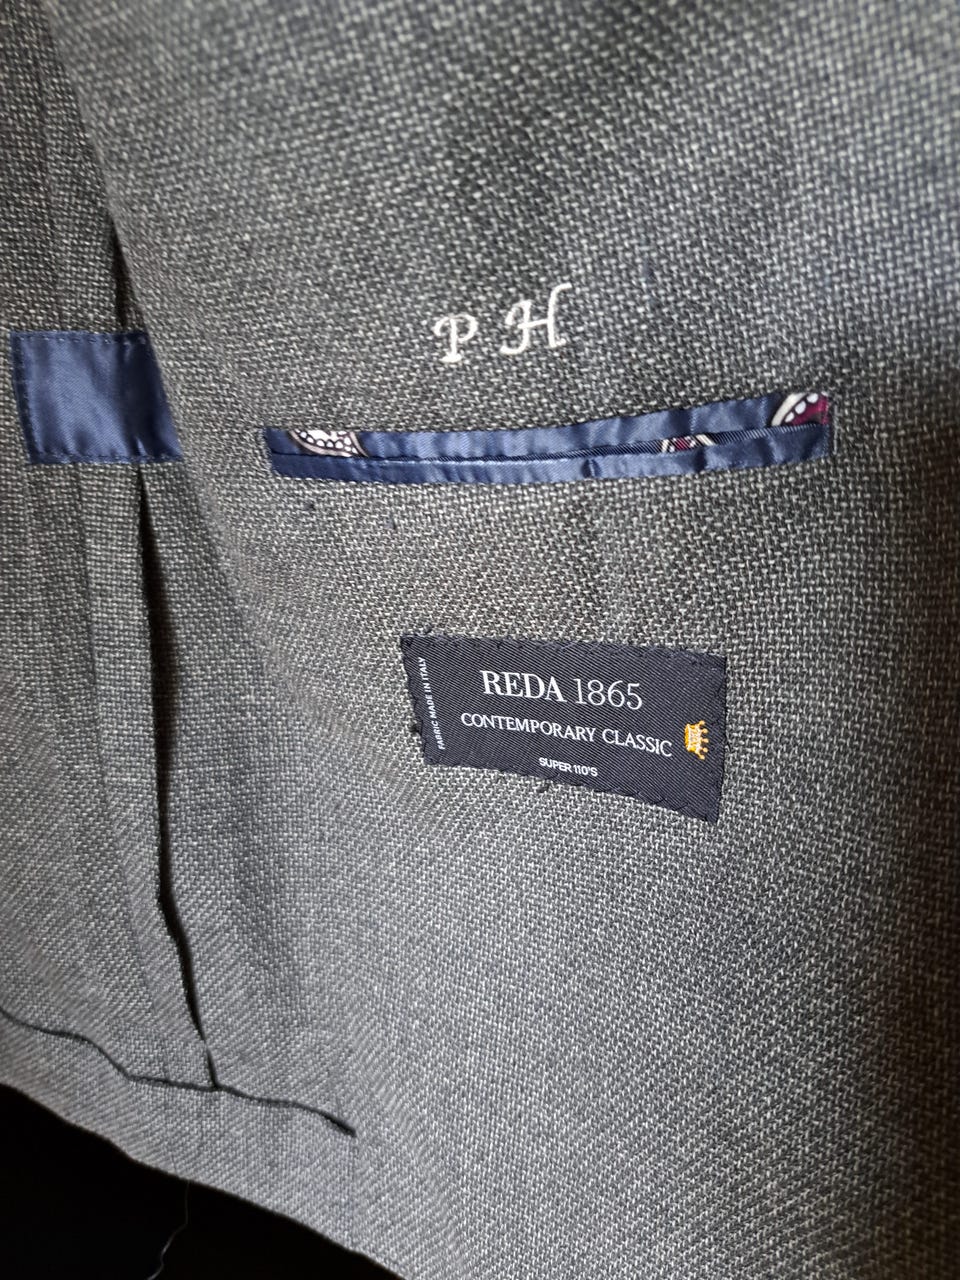 P H
REDA 1865
CONTEMPORARY CLASSIC
SUPER 110'S
FABRIC MADE IN ITALY